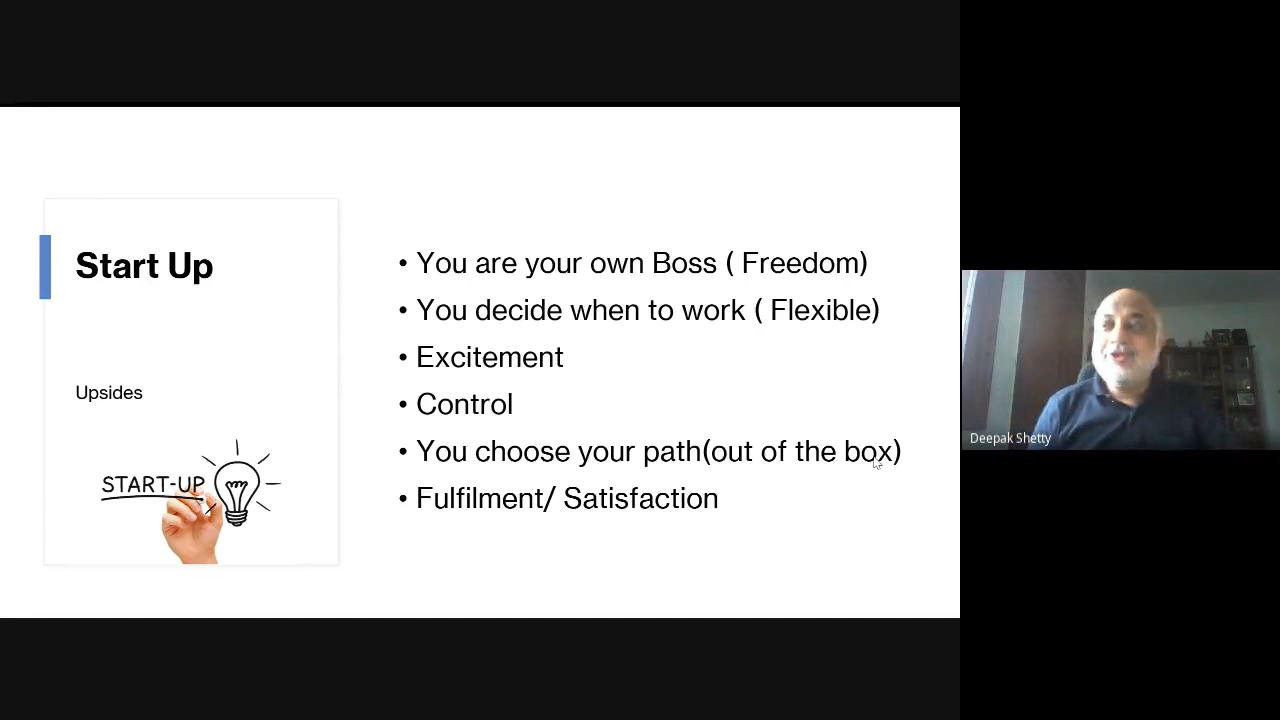 Start Up
Upsides
START-UP
• You are your own Boss ( Freedom)
• You decide when to work ( Flexible)
• Excitement
• Control
• You choose your path(out of the box)
• Fulfilment/ Satisfaction
Deepak Shetty